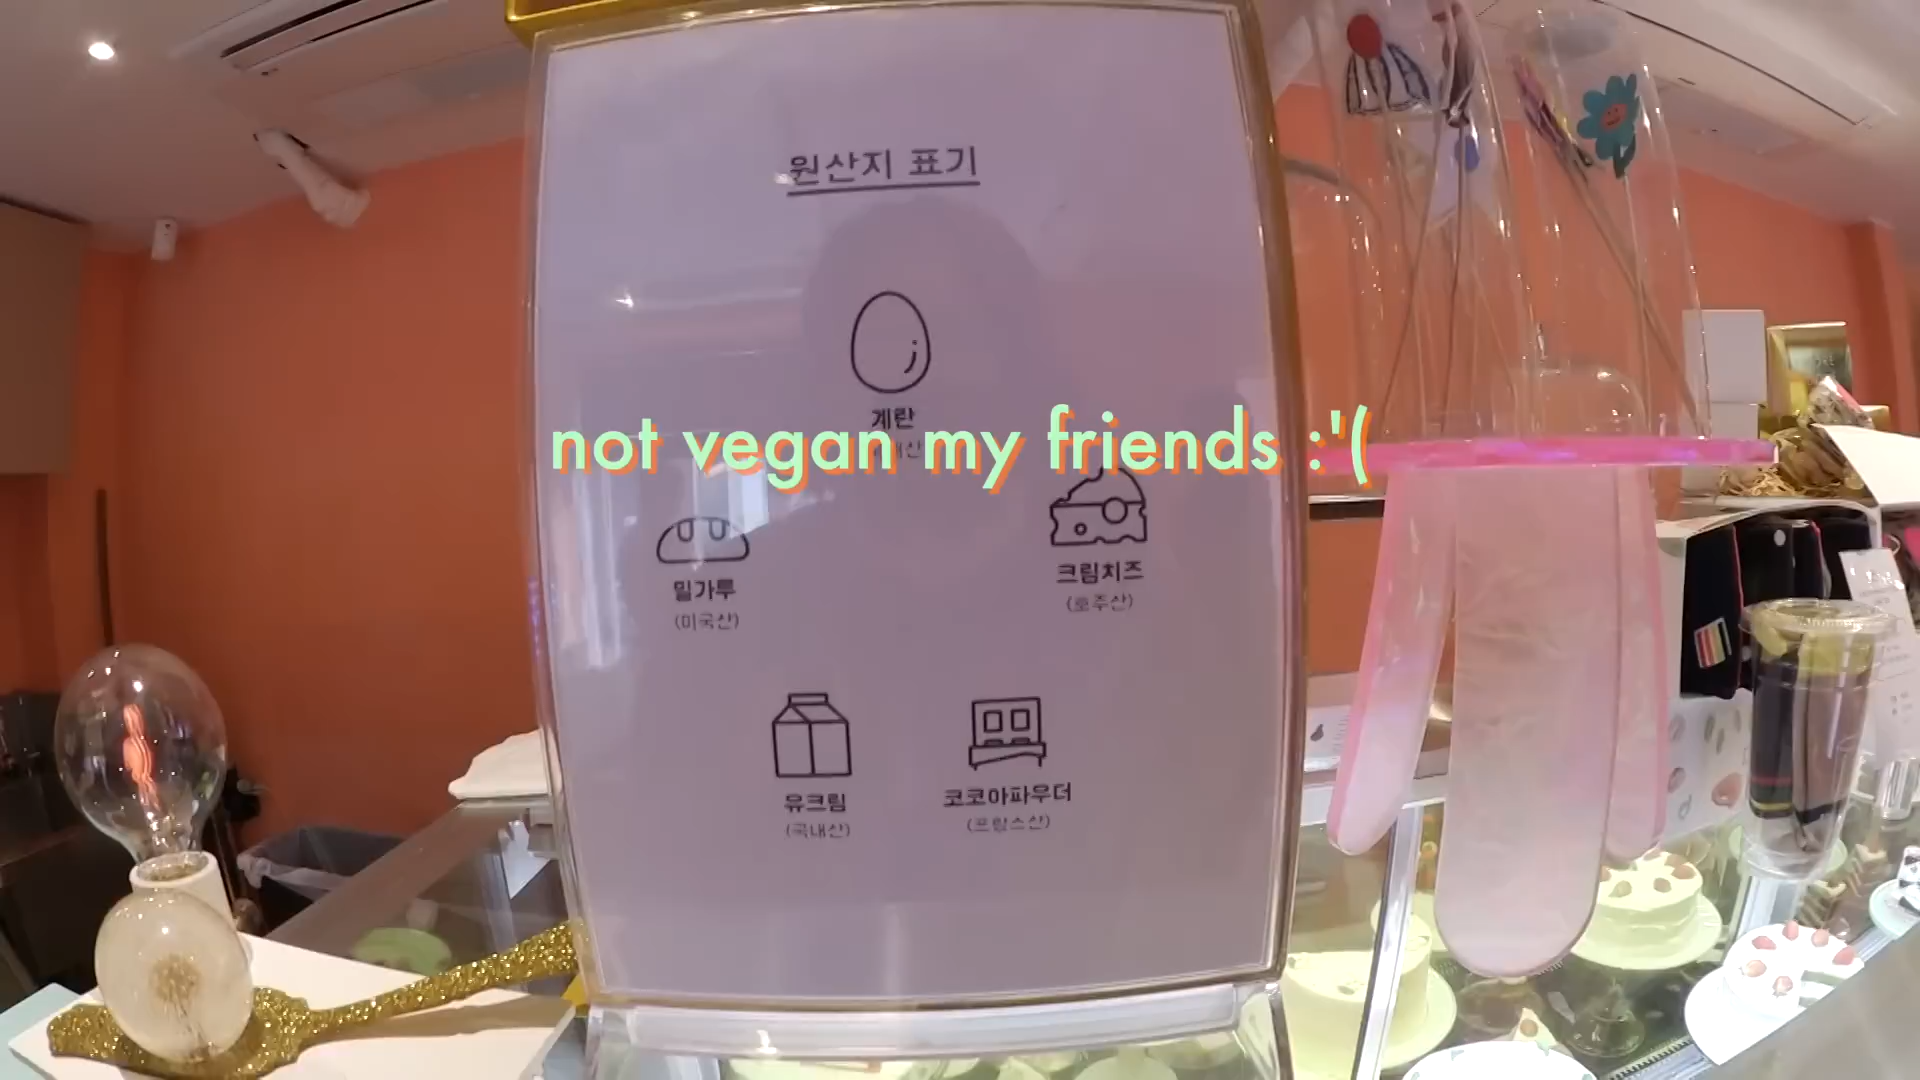 원산지 표기
계란
not vegan my friends :'(
밀가루
(미국산)
크림치즈
(호주산)
유크림
(국내산)
코코아파우더
(프랑스산)